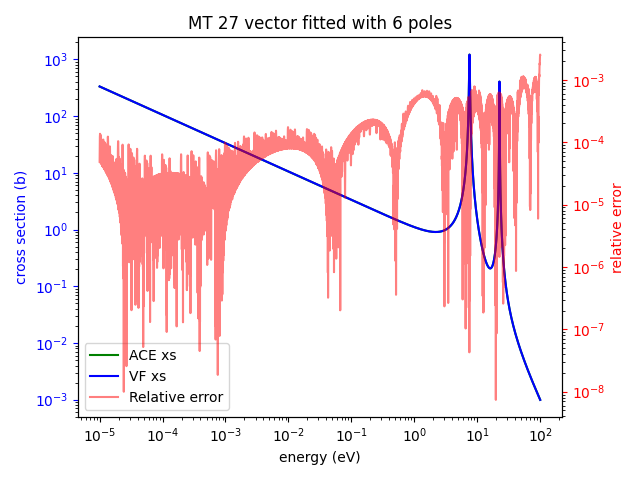 MT 27 vector fitted with 6 poles
cross section (b)
10³
10²
10¹
10⁰
10⁻¹
10⁻²
10⁻³
10⁻³
10⁻⁴
10⁻⁵
10⁻⁶
10⁻⁷
10⁻⁸
relative error
ACE xs
VF xs
Relative error
10⁻⁵ 10⁻⁴ 10⁻³ 10⁻² 10⁻¹ 10⁰ 10¹ 10²
energy (eV)